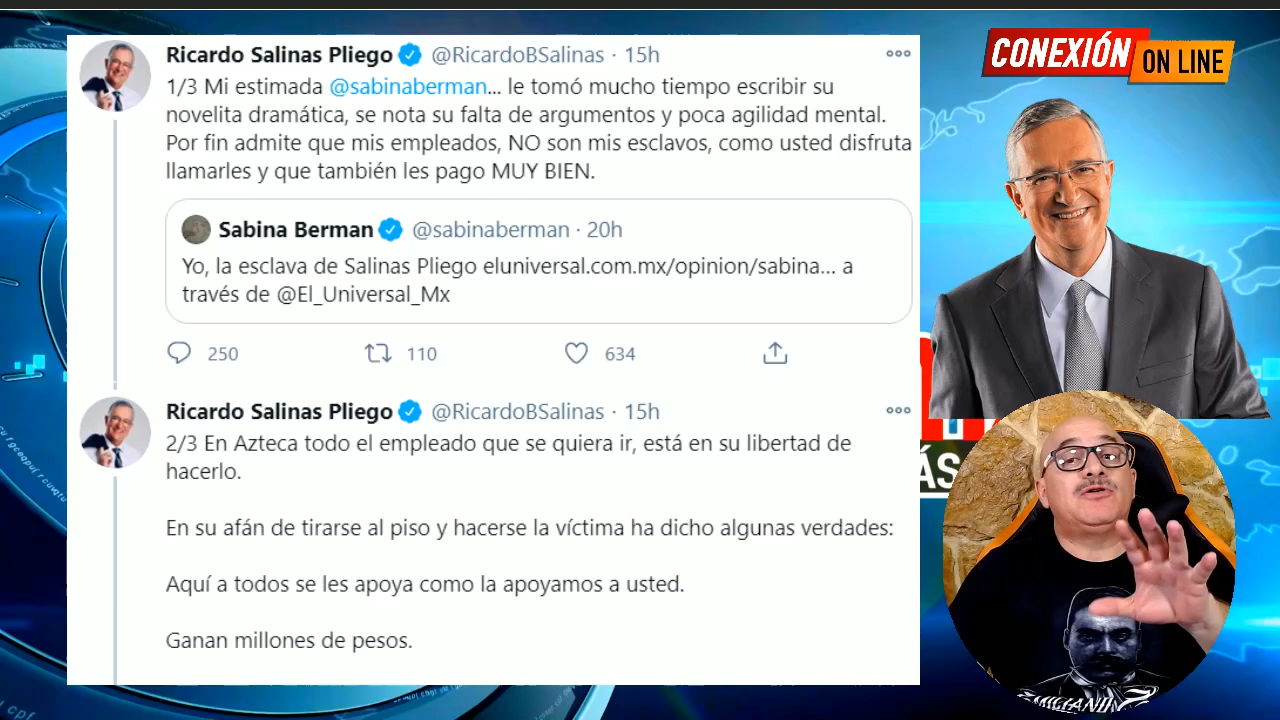 Ricardo Salinas Pliego @RicardoBSalinas · 15h
1/3 Mi estimada @sabinaberman... le tomó mucho tiempo escribir su
novelita dramática, se nota su falta de argumentos y poca agilidad mental.
Por fin admite que mis empleados, NO son mis esclavos, como usted disfruta
llamarles y que también les pago MUY BIEN.
Sabina Berman @sabinaberman · 20h
Yo, la esclava de Salinas Pliego eluniversal.com.mx/opinion/sabina... a
través de @El_Universal_Mx
250 110 634
Ricardo Salinas Pliego @RicardoBSalinas · 15h
2/3 En Azteca todo el empleado que se quiera ir, está en su libertad de
hacerlo.
En su afán de tirarse al piso y hacerse la víctima ha dicho algunas verdades:
Aquí a todos se les apoya como la apoyamos a usted.
Ganan millones de pesos.
CONEXIÓN
ON LINE
ÁS